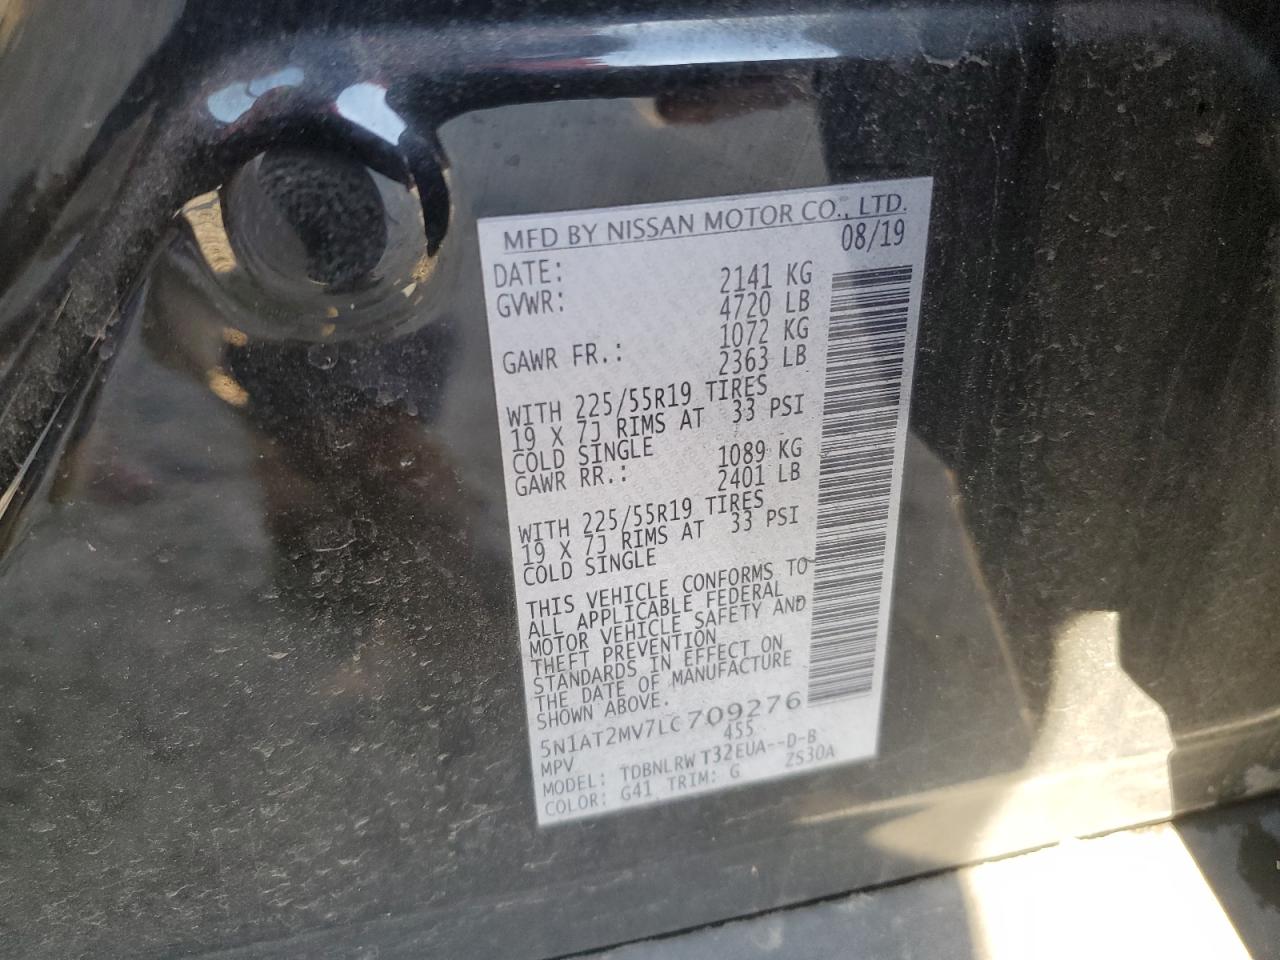 MFD BY NISSAN MOTOR CO., LTD.
DATE: 08/19
GVWR: 2141 KG
4720 LB
GAWR FR.: 1072 KG
2363 LB
WITH 225/55R19 TIRES
19 X 7J RIMS AT 33 PSI
COLD SINGLE
GAWR RR.: 1089 KG
2401 LB
WITH 225/55R19 TIRES
19 X 7J RIMS AT 33 PSI
COLD SINGLE
THIS VEHICLE CONFORMS TO
ALL APPLICABLE FEDERAL
MOTOR VEHICLE SAFETY AND
THEFT PREVENTION
STANDARDS IN EFFECT ON
THE DATE OF MANUFACTURE
SHOWN ABOVE.
5N1AT2MV7LC709276
MPV 455
MODEL: TDBNLRW T32EUA--D-B
COLOR: G41 TRIM: G ZS30A